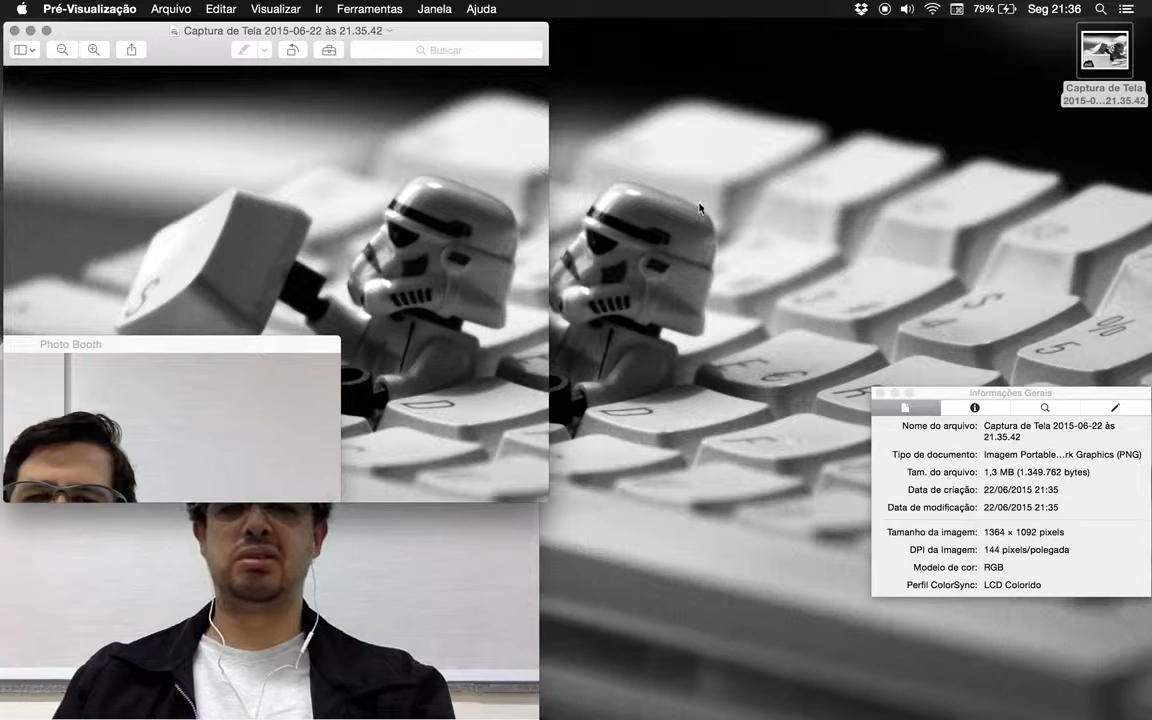 Pré-Visualização Arquivo Editar Visualizar Ir Ferramentas Janela Ajuda 79% Seg 21:36
Captura de Tela 2015-06-22 às 21.35.42
Buscar
Captura de Tela
2015-0...21.35.42
S
D
Photo Booth
E €
D
F
R
$
4
%
5
Informações Gerais
Nome do arquivo: Captura de Tela 2015-06-22 às
21.35.42
Tipo de documento: Imagem Portable...rk Graphics (PNG)
Tam. do arquivo: 1,3 MB (1.349.762 bytes)
Data de criação: 22/06/2015 21:35
Data de modificação: 22/06/2015 21:35
Tamanho da imagem: 1364 × 1092 pixels
DPI da Imagem: 144 pixels/polegada
Modelo de cor: RGB
Perfil ColorSync: LCD Colorido